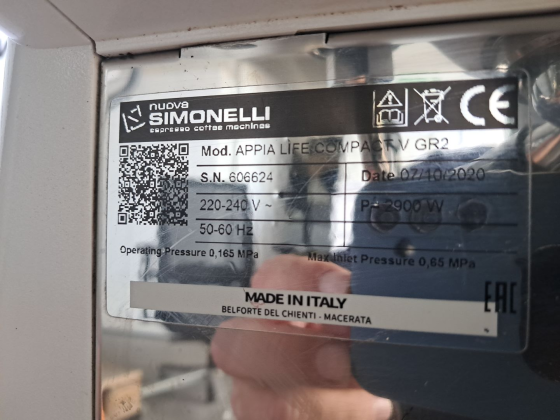 nuova
SIMONELLI
espresso coffee machines
CE
Mod. APPIA LIFE COMPACT V GR2
S.N. 606624 Date 07/10/2020
220-240 V ~ P= 2900 W
50-60 Hz
Operating Pressure 0,165 MPa Max Inlet Pressure 0,65 MPa
MADE IN ITALY
BELFORTE DEL CHIENTI - MACERATA
EAC